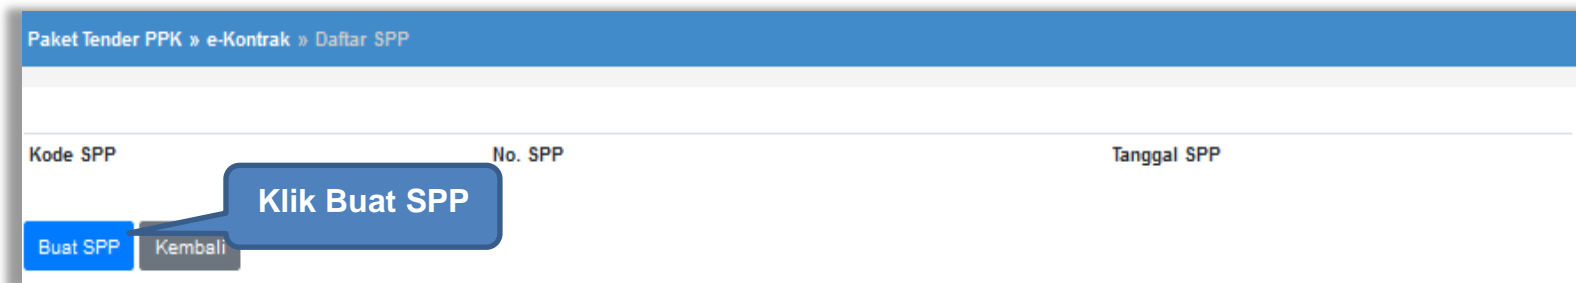 Paket Tender PPK » e-Kontrak » Daftar SPP
Kode SPP No. SPP Tanggal SPP
Klik Buat SPP
Buat SPP Kembali